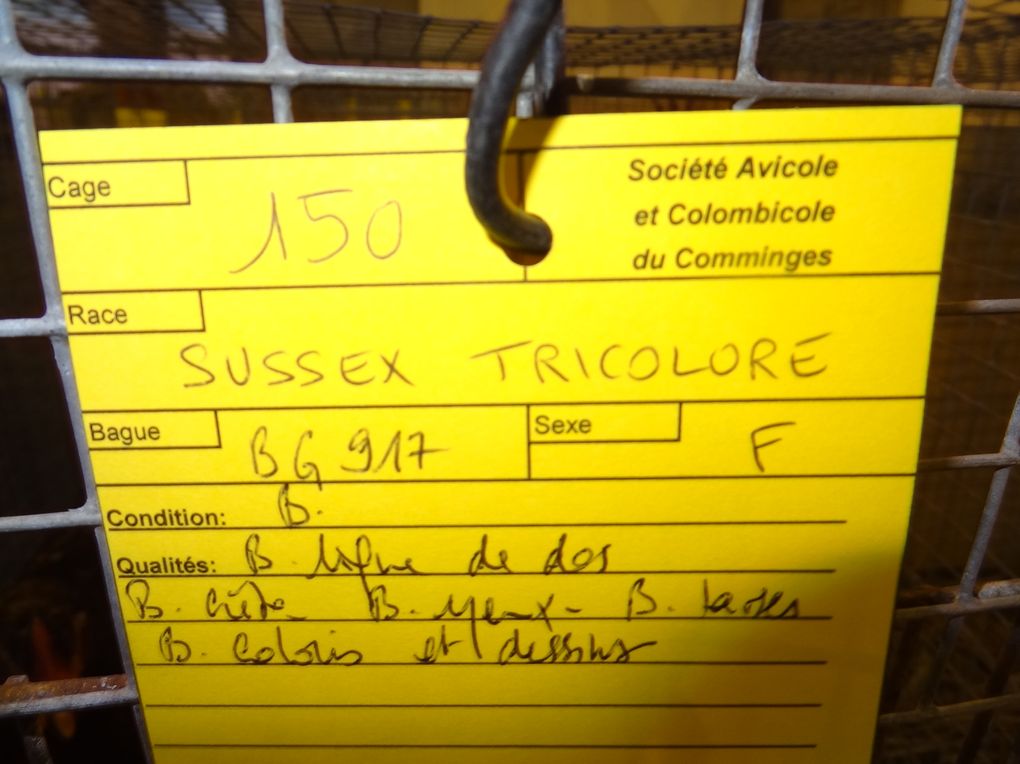 Cage 150
Société Avicole
et Colombicole
du Comminges
Race
SUSSEX TRICOLORE
Bague BG 917 Sexe F
Condition: B.
Qualités: B. ligne de dos
B. crête B. yeux - B. tarses
B. coloris et dessins